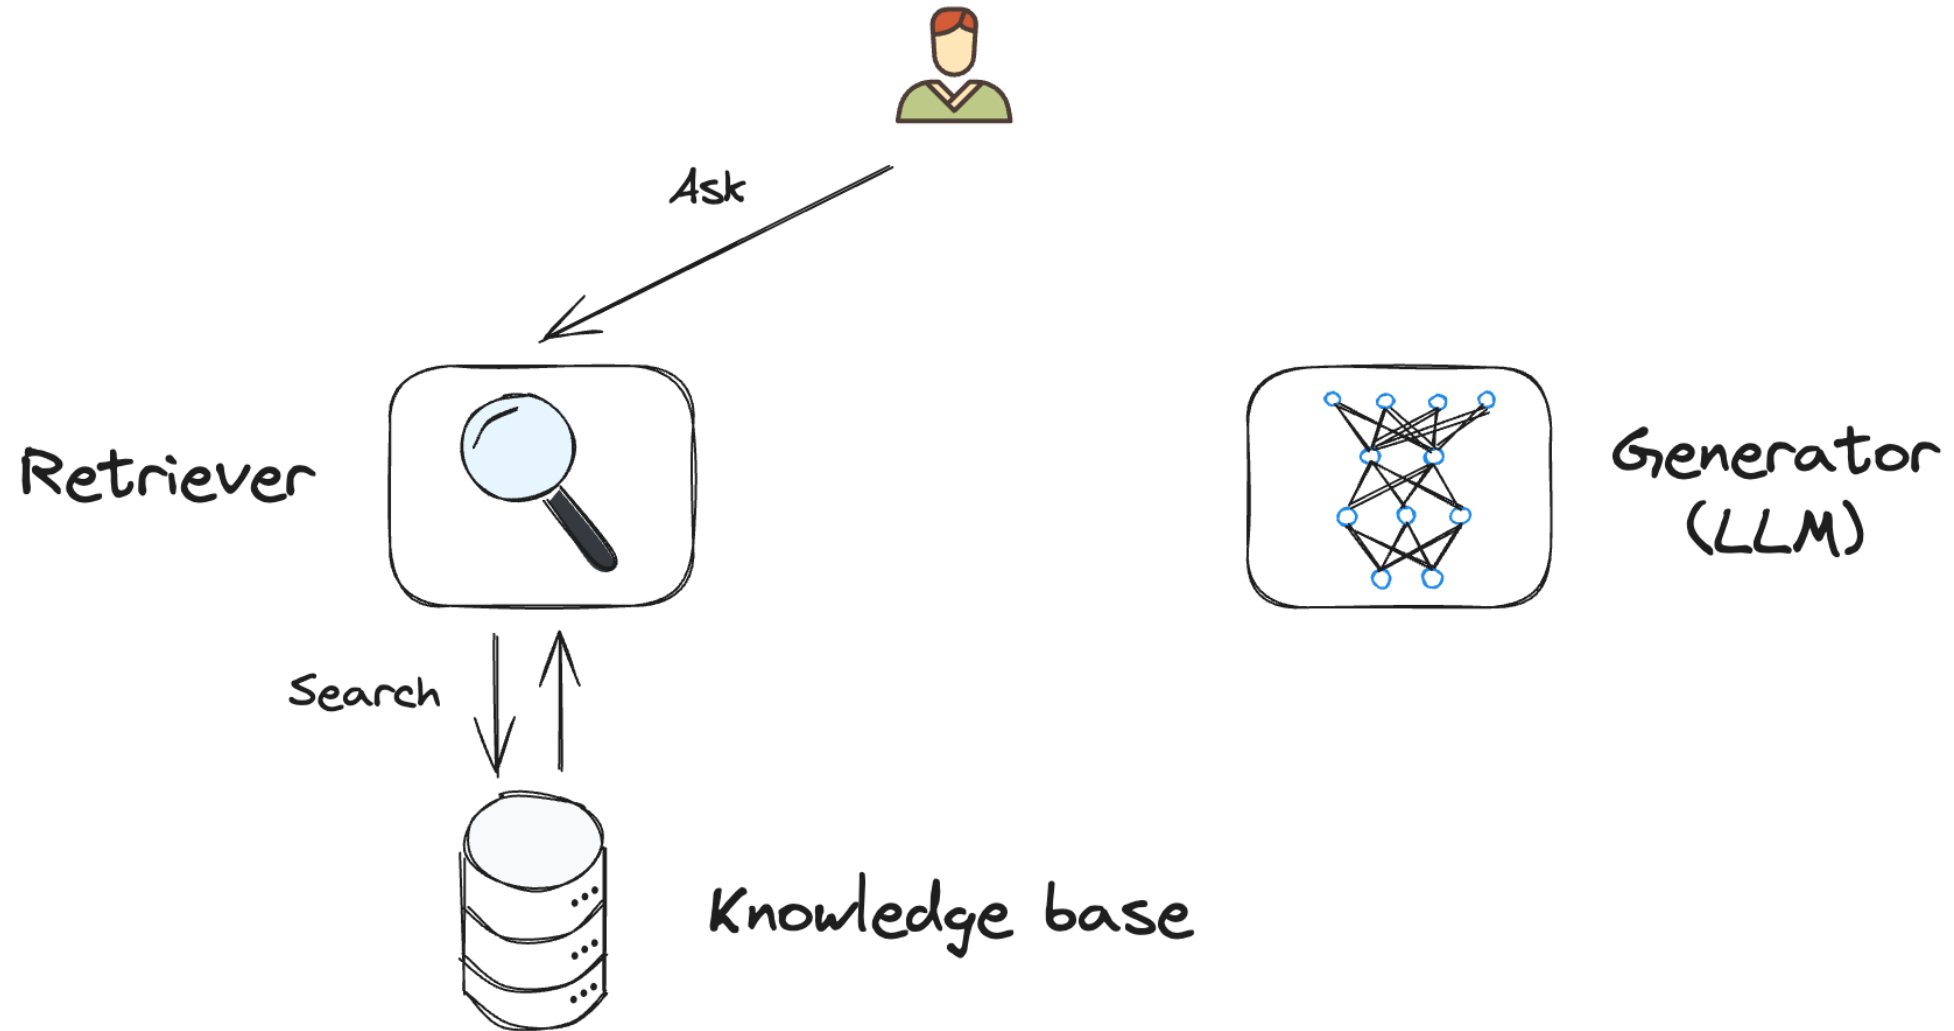 Ask
Retriever
Generator
(LLM)
Search
Knowledge base